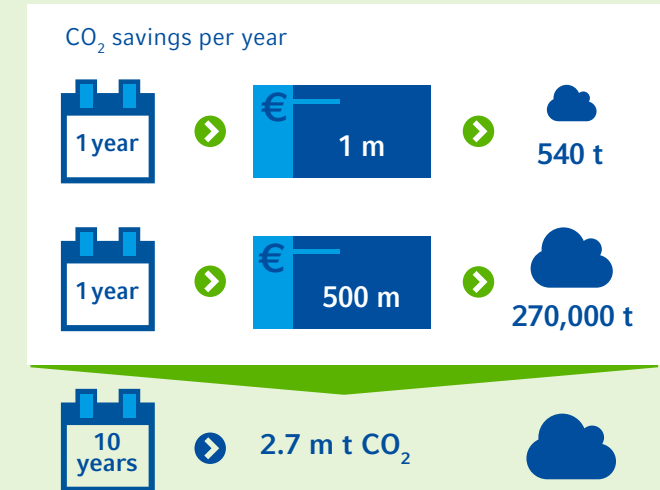 CO₂ savings per year
1 year
€
1 m
540 t
1 year
€
500 m
270,000 t
10
years
2.7 m t CO₂